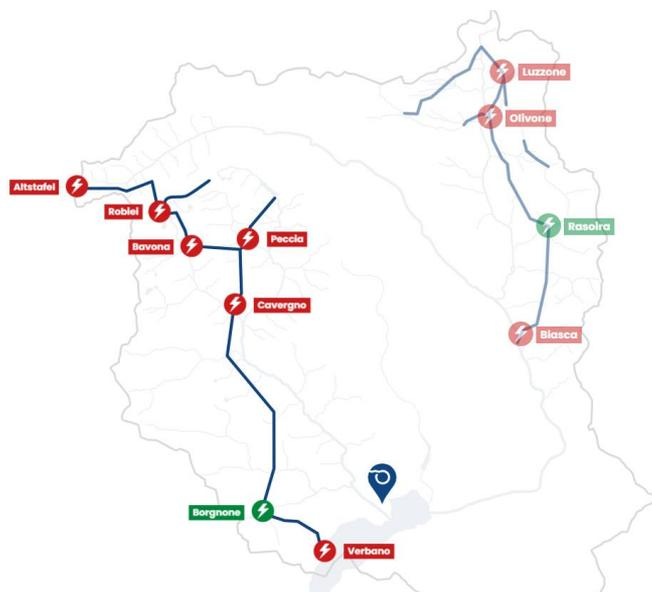 Luzzone
Olivone
Altstafel
Robiei
Rasoira
Bavona
Peccia
Cavergno
Biasca
Borgnone
Verbano